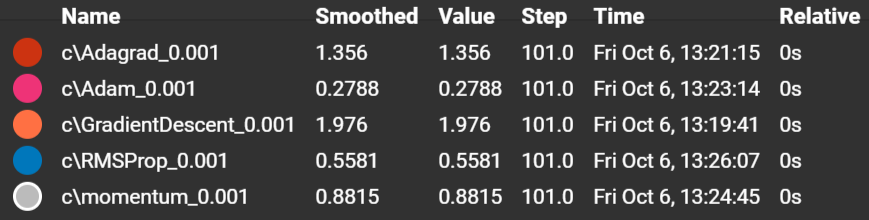 Name Smoothed Value Step Time Relative
c\Adagrad_0.001 1.356 1.356 101.0 Fri Oct 6, 13:21:15 0s
c\Adam_0.001 0.2788 0.2788 101.0 Fri Oct 6, 13:23:14 0s
c\GradientDescent_0.001 1.976 1.976 101.0 Fri Oct 6, 13:19:41 0s
c\RMSProp_0.001 0.5581 0.5581 101.0 Fri Oct 6, 13:26:07 0s
c\momentum_0.001 0.8815 0.8815 101.0 Fri Oct 6, 13:24:45 0s